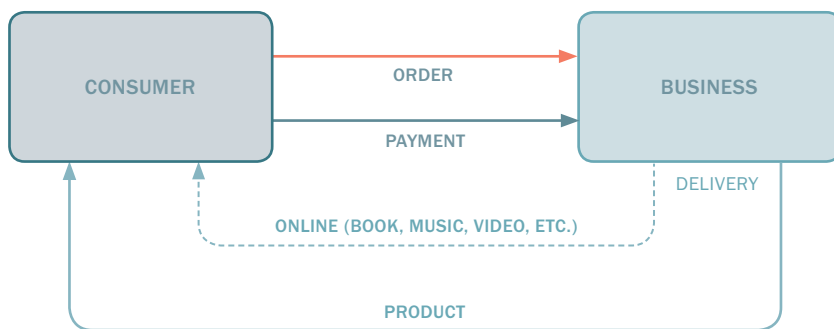 CONSUMER
ORDER
BUSINESS
PAYMENT
DELIVERY
ONLINE (BOOK, MUSIC, VIDEO, ETC.)
PRODUCT